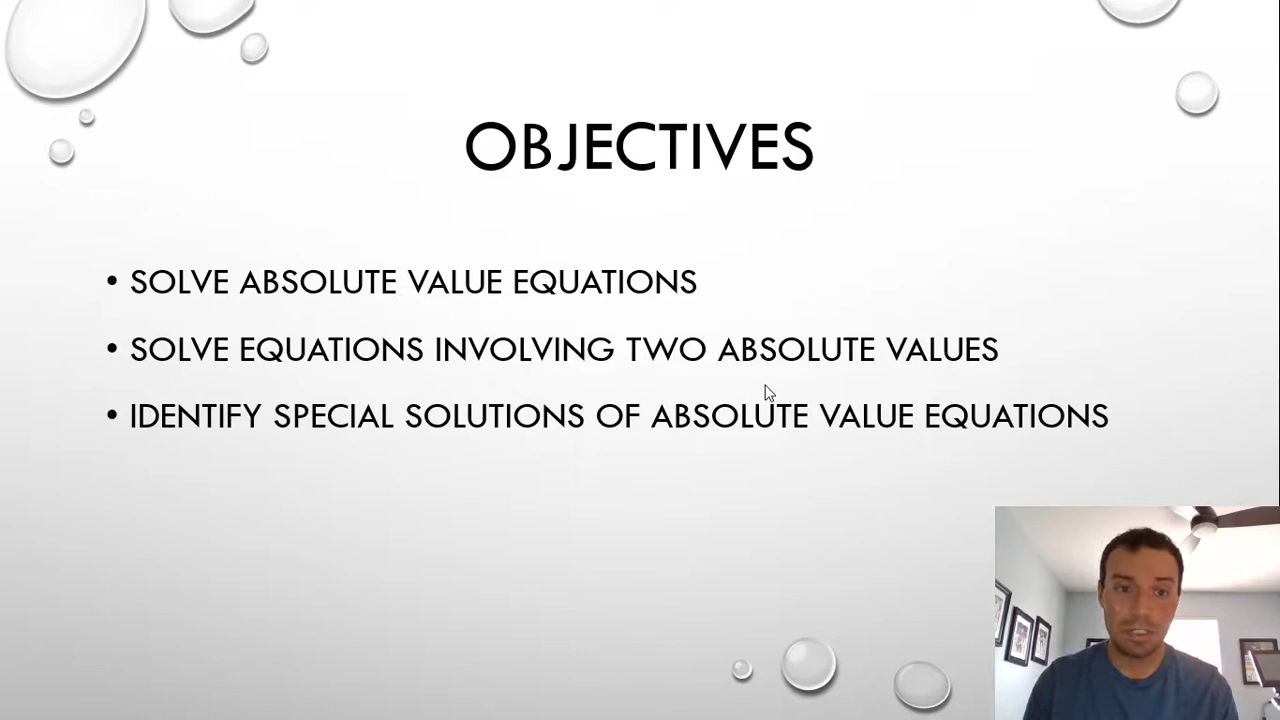 OBJECTIVES
• SOLVE ABSOLUTE VALUE EQUATIONS
• SOLVE EQUATIONS INVOLVING TWO ABSOLUTE VALUES
• IDENTIFY SPECIAL SOLUTIONS OF ABSOLUTE VALUE EQUATIONS